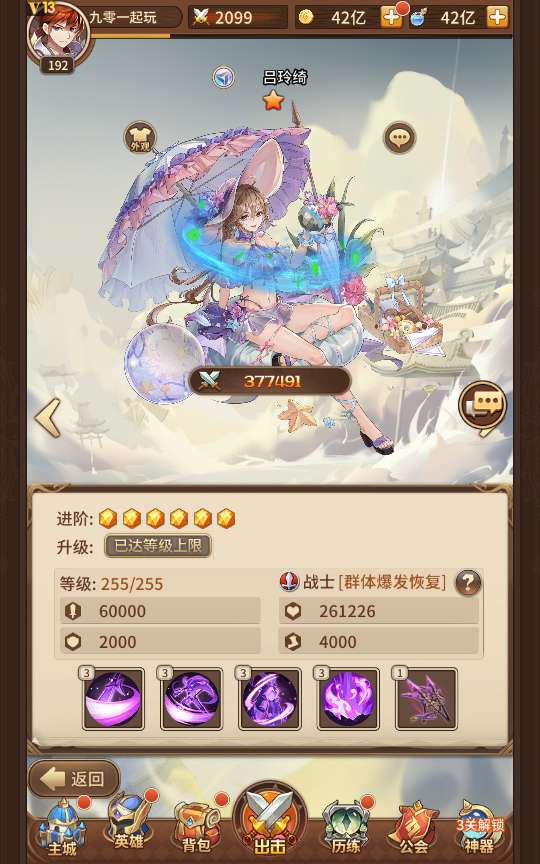 V13
九零一起玩
2099
42亿
42亿
192
吕玲绮
外观
377491
进阶:
升级: 已达等级上限
等级: 255/255
战士 [群体爆发恢复] ?
60000
261226
2000
4000
3
3
3
3
1
返回
3关解锁
主城
英雄
背包
出击
历练
公会
神器